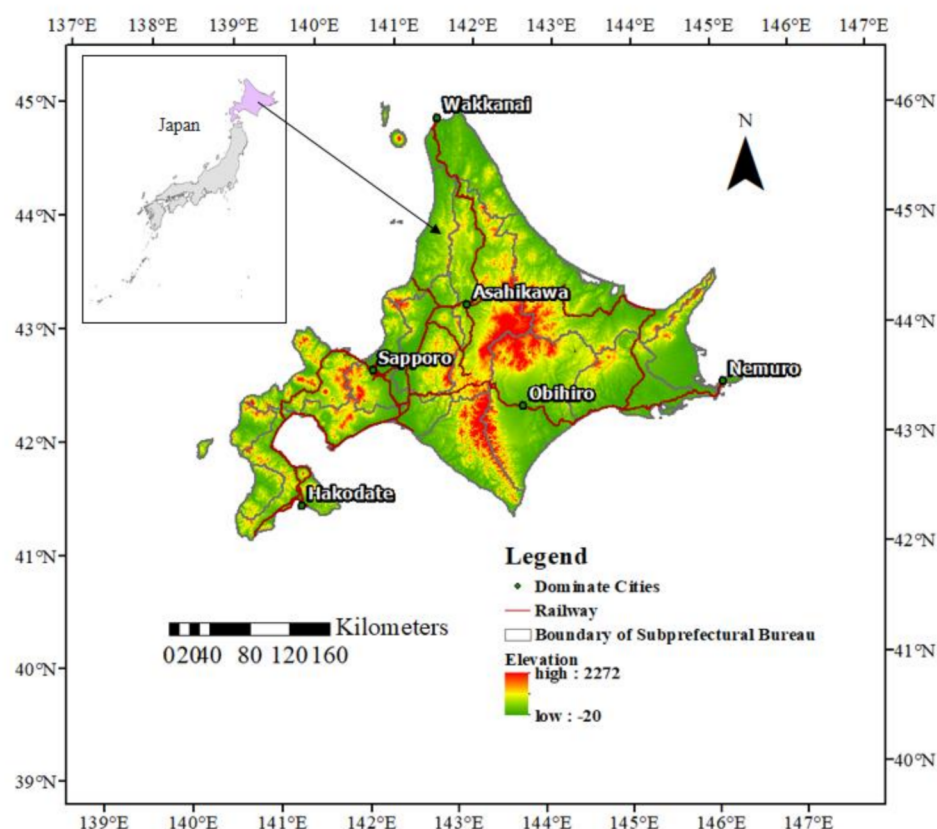 137°E 138°E 139°E 140°E 141°E 142°E 143°E 144°E 145°E 146°E 147°E
45°N
46°N
Wakkanai
Japan
N
44°N
45°N
Asahikawa
43°N
44°N
Sapporo
Nemuro
Obihiro
42°N
43°N
Hakodate
41°N
42°N
Legend
Dominate Cities
Railway
Boundary of Subprefectural Bureau
Kilometers
02040 80 120 160
Elevation
high : 2272
low : -20
40°N
41°N
39°N
40°N
139°E 140°E 141°E 142°E 143°E 144°E 145°E 146°E 147°E